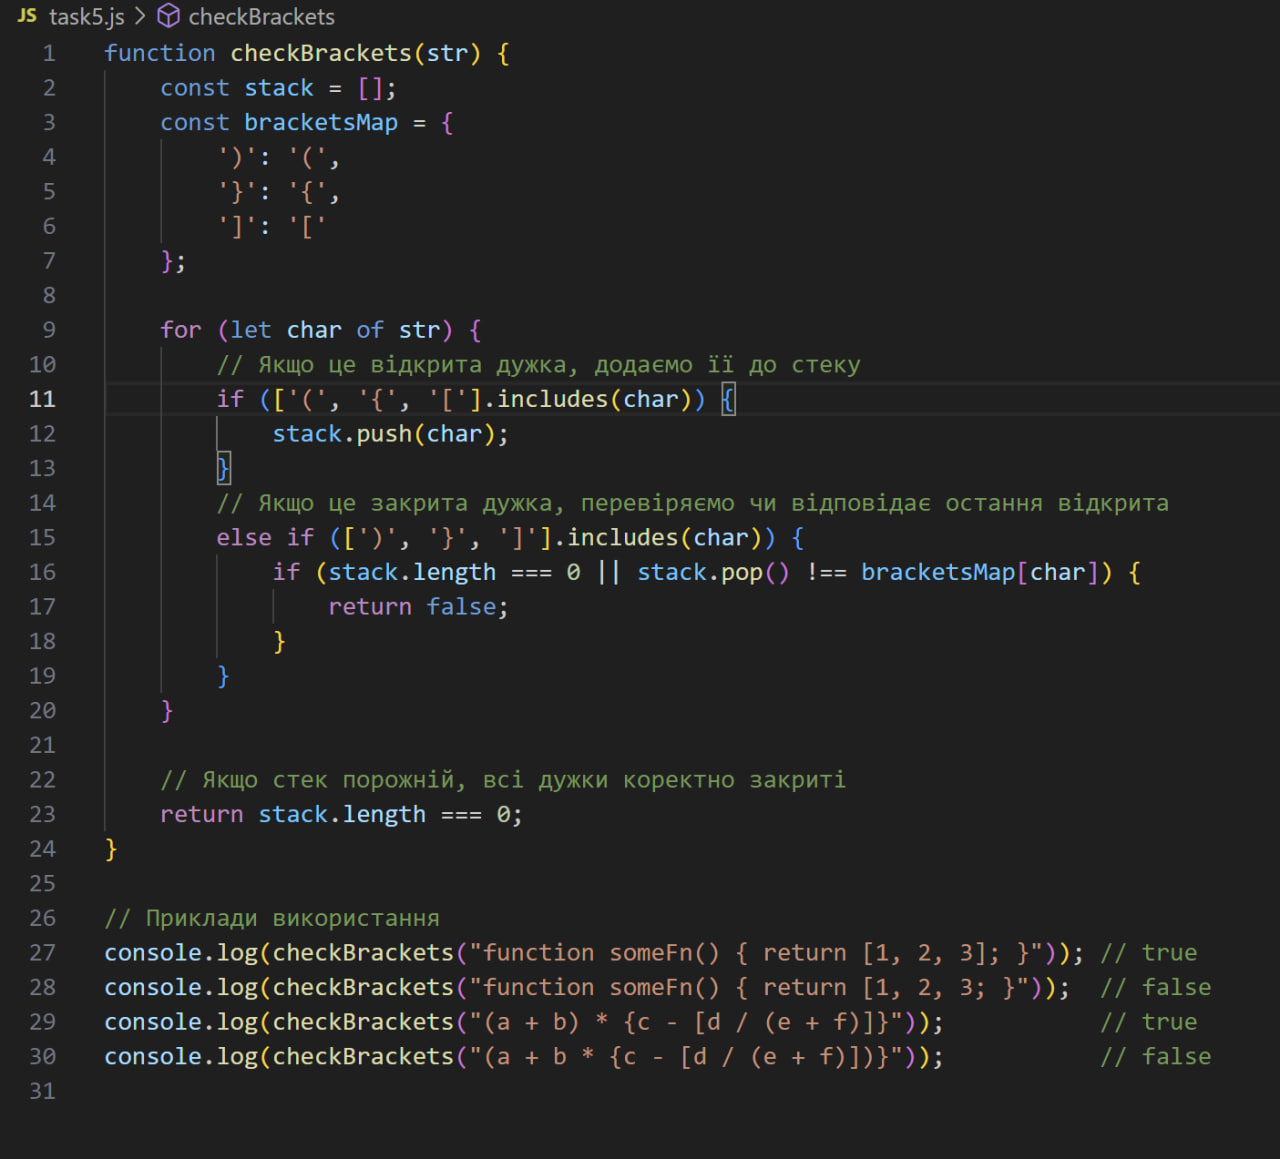 JS task5.js > checkBrackets
1 function checkBrackets(str) {
2     const stack = [];
3     const bracketsMap = {
4         ')': '(',
5         '}': '{',
6         ']': '['
7     };
8
9     for (let char of str) {
10         // Якщо це відкрита дужка, додаємо її до стеку
11         if (['(', '{', '['].includes(char)) {
12             stack.push(char);
13         }
14         // Якщо це закрита дужка, перевіряємо чи відповідає остання відкрита
15         else if ([')', '}', ']'].includes(char)) {
16             if (stack.length === 0 || stack.pop() !== bracketsMap[char]) {
17                 return false;
18             }
19         }
20     }
21
22     // Якщо стек порожній, всі дужки коректно закриті
23     return stack.length === 0;
24 }
25
26 // Приклади використання
27 console.log(checkBrackets("function someFn() { return [1, 2, 3]; }")); // true
28 console.log(checkBrackets("function someFn() { return [1, 2, 3; }"));  // false
29 console.log(checkBrackets("(a + b) * {c - [d / (e + f)]}"));           // true
30 console.log(checkBrackets("(a + b * {c - [d / (e + f)])}"));           // false
31